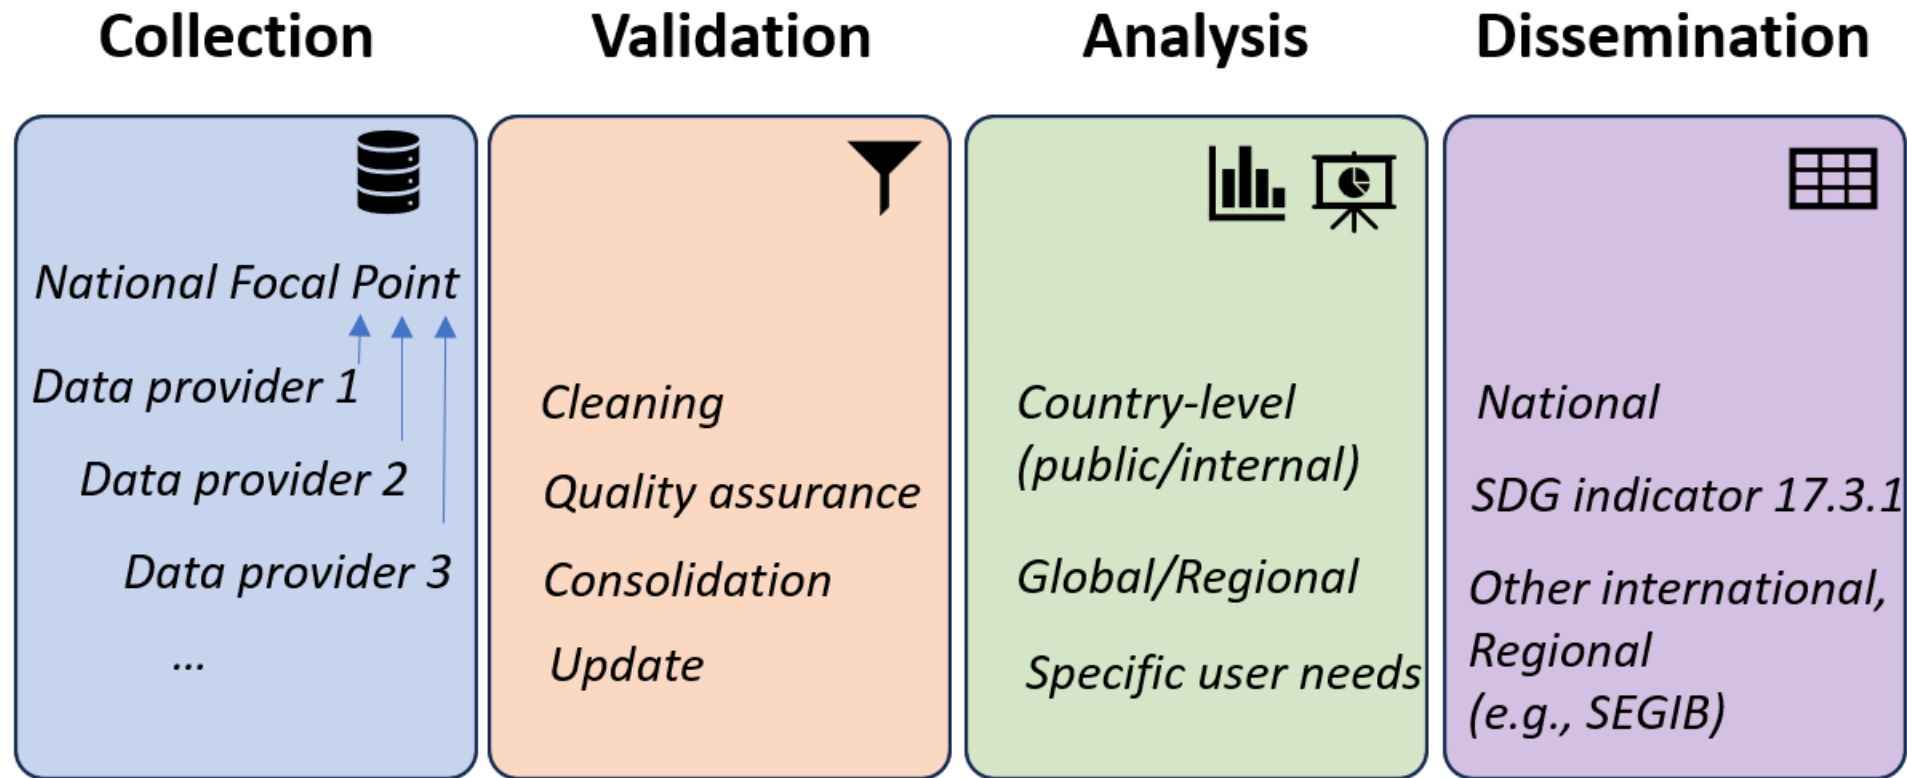 Collection
National Focal Point
Data provider 1
Data provider 2
Data provider 3
...
Validation
Cleaning
Quality assurance
Consolidation
Update
Analysis
Country-level
(public/internal)
Global/Regional
Specific user needs
Dissemination
National
SDG indicator 17.3.1
Other international,
Regional
(e.g., SEGIB)